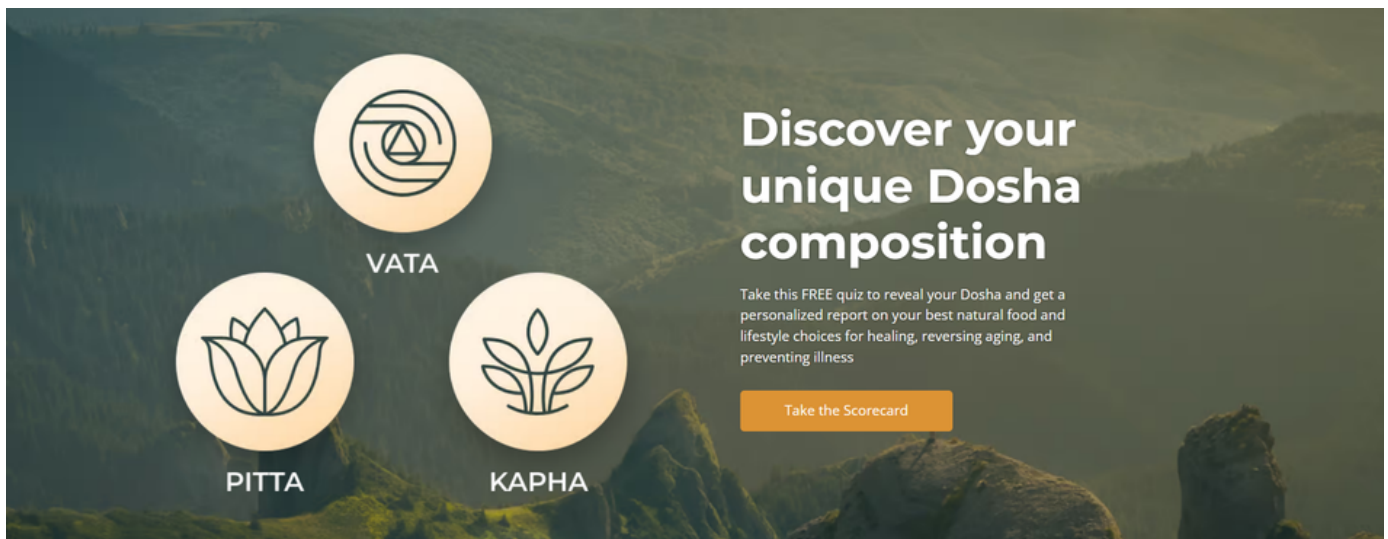 VATA
PITTA
KAPHA
Discover your
unique Dosha
composition
Take this FREE quiz to reveal your Dosha and get a
personalized report on your best natural food and
lifestyle choices for healing, reversing aging, and
preventing illness
Take the Scorecard